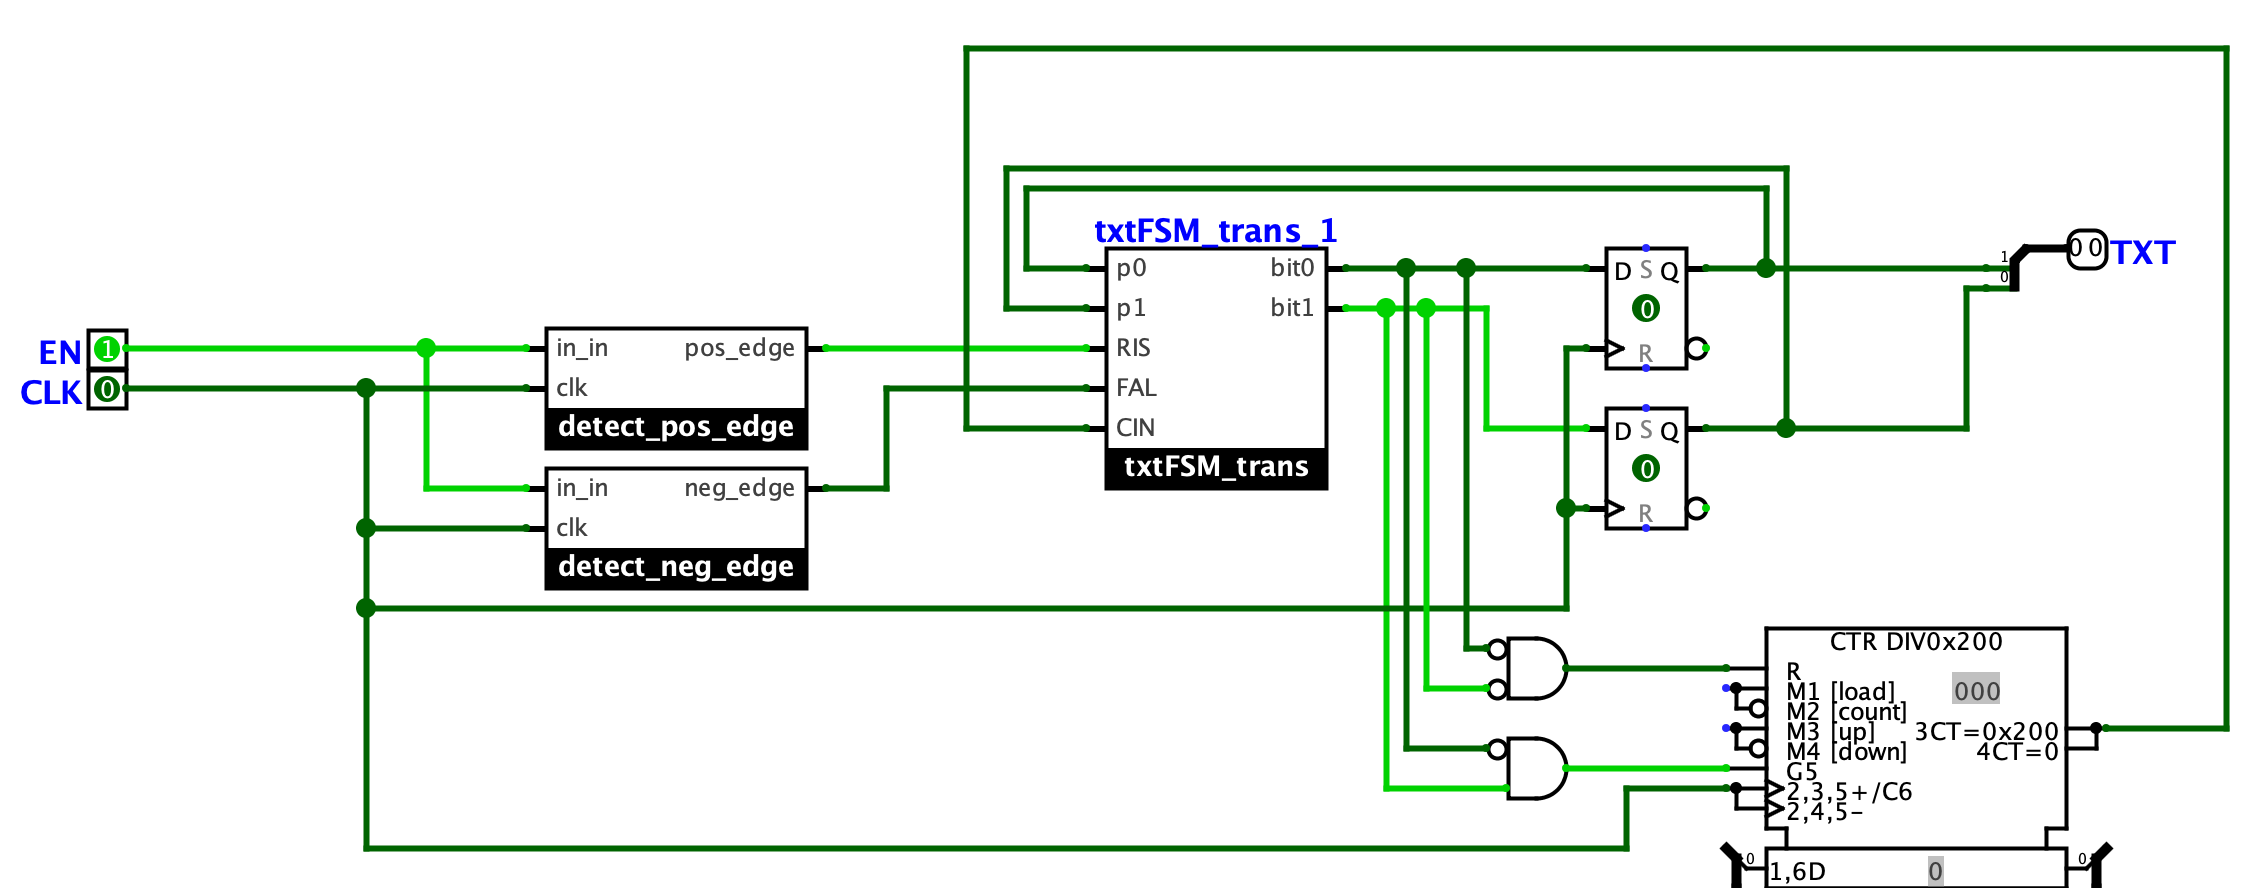 txtFSM_trans_1
p0 bit0
p1 bit1
RIS
FAL
CIN
txtFSM_trans
EN 1
CLK 0
in_in pos_edge
clk
detect_pos_edge
in_in neg_edge
clk
detect_neg_edge
D S Q
0
R
D S Q
0
R
1
0
0 0 TXT
CTR DIV0x200
R
M1 [load]
000
M2 [count]
M3 [up] 3CT=0x200
M4 [down] 4CT=0
G5
2,3,5+/C6
2,4,5-
0 1,6D 0 0